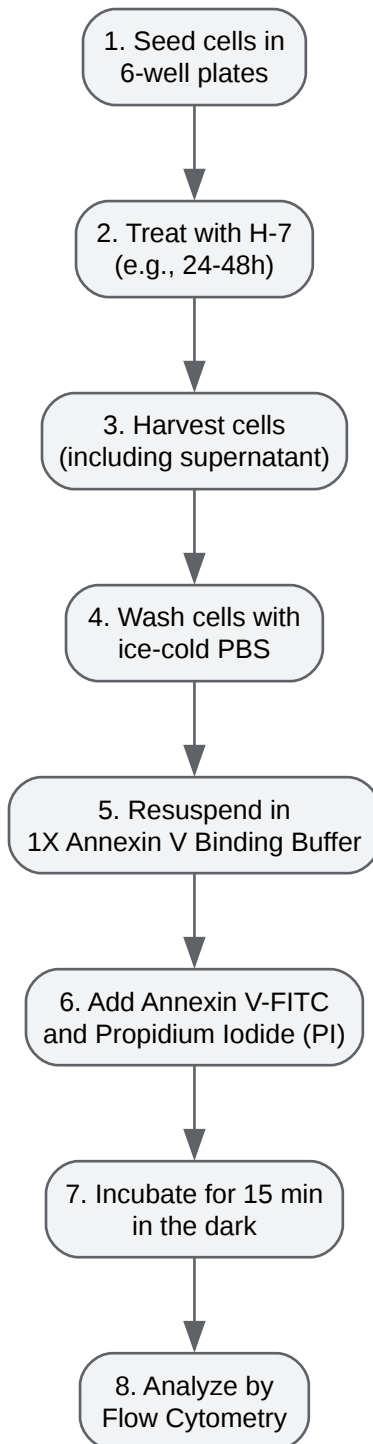 1. Seed cells in
6-well plates
2. Treat with H-7
(e.g., 24-48h)
3. Harvest cells
(including supernatant)
4. Wash cells with
ice-cold PBS
5. Resuspend in
1X Annexin V Binding Buffer
6. Add Annexin V-FITC
and Propidium Iodide (PI)
7. Incubate for 15 min
in the dark
8. Analyze by
Flow Cytometry